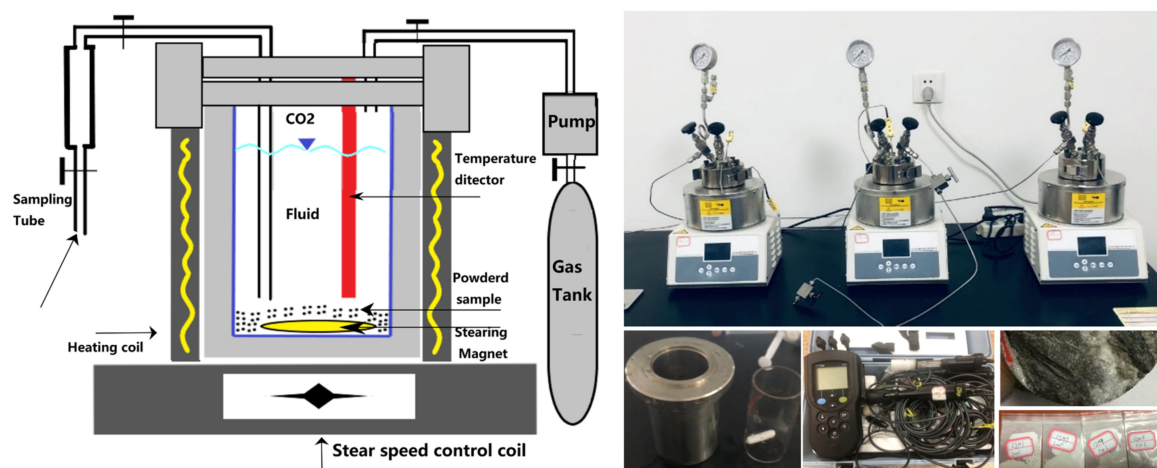 CO2
Pump
Temperature
ditector
Sampling
Tube
Fluid
Gas
Tank
Powderd
sample
Stearing
Magnet
Heating coil
Stear speed control coil